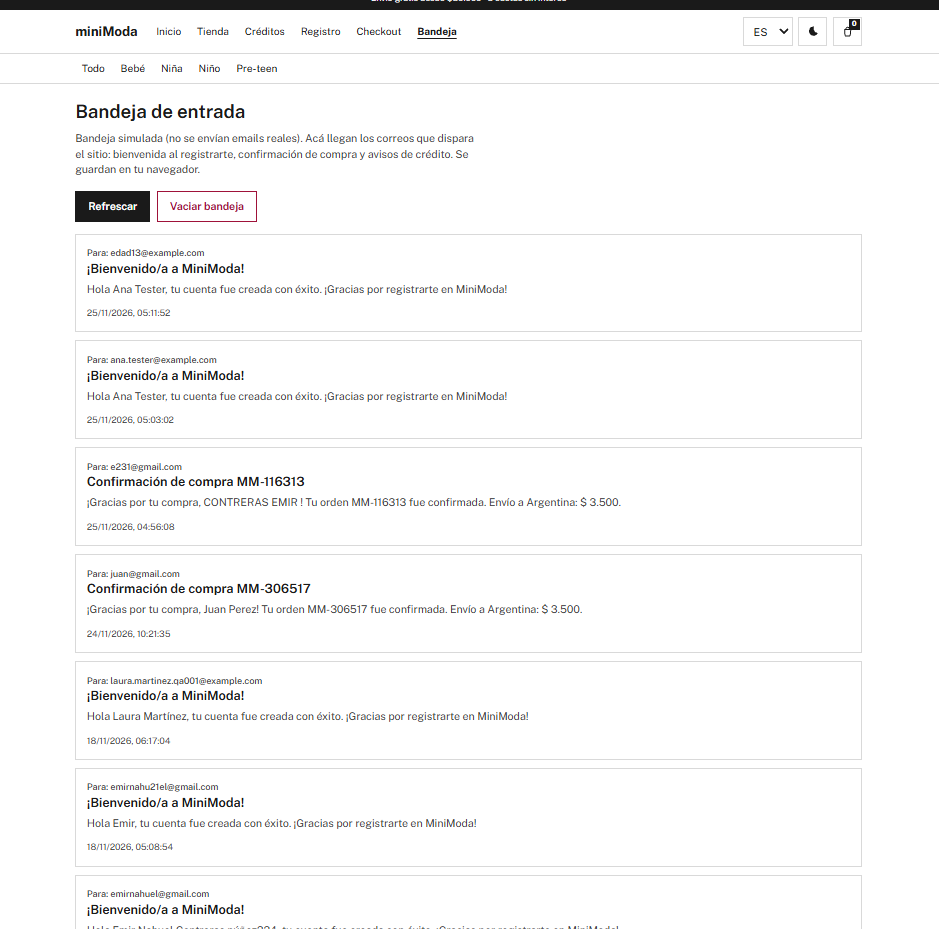 miniModa Inicio Tienda Créditos Registro Checkout Bandeja ES 0
Todo Bebé Niña Niño Pre-teen
Bandeja de entrada
Bandeja simulada (no se envían emails reales). Acá llegan los correos que dispara
el sitio: bienvenida al registrarte, confirmación de compra y avisos de crédito. Se
guardan en tu navegador.
Refrescar Vaciar bandeja
Para: edad13@example.com
¡Bienvenido/a a MiniModa!
Hola Ana Tester, tu cuenta fue creada con éxito. ¡Gracias por registrarte en MiniModa!
25/11/2026, 05:11:52
Para: ana.tester@example.com
¡Bienvenido/a a MiniModa!
Hola Ana Tester, tu cuenta fue creada con éxito. ¡Gracias por registrarte en MiniModa!
25/11/2026, 05:03:02
Para: e231@gmail.com
Confirmación de compra MM-116313
¡Gracias por tu compra, CONTRERAS EMIR ! Tu orden MM-116313 fue confirmada. Envío a Argentina: $ 3.500.
25/11/2026, 04:56:08
Para: juan@gmail.com
Confirmación de compra MM-306517
¡Gracias por tu compra, Juan Perez! Tu orden MM-306517 fue confirmada. Envío a Argentina: $ 3.500.
24/11/2026, 10:21:35
Para: laura.martinez.qa001@example.com
¡Bienvenido/a a MiniModa!
Hola Laura Martínez, tu cuenta fue creada con éxito. ¡Gracias por registrarte en MiniModa!
18/11/2026, 06:17:04
Para: emirnahu21el@gmail.com
¡Bienvenido/a a MiniModa!
Hola Emir, tu cuenta fue creada con éxito. ¡Gracias por registrarte en MiniModa!
18/11/2026, 05:08:54
Para: emirnahuel@gmail.com
¡Bienvenido/a a MiniModa!